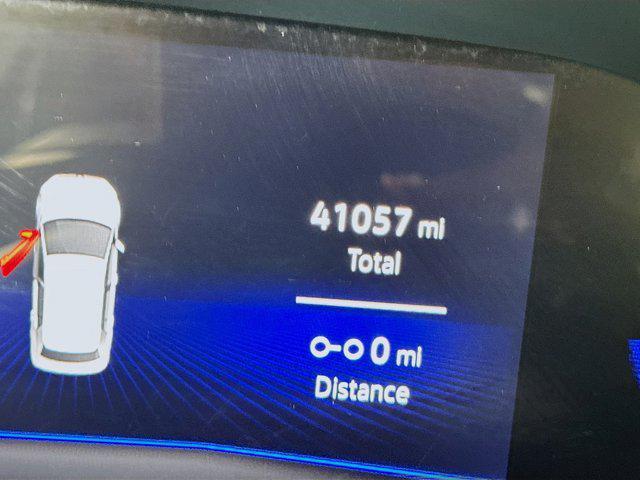 41057 mi
Total
0 mi
Distance